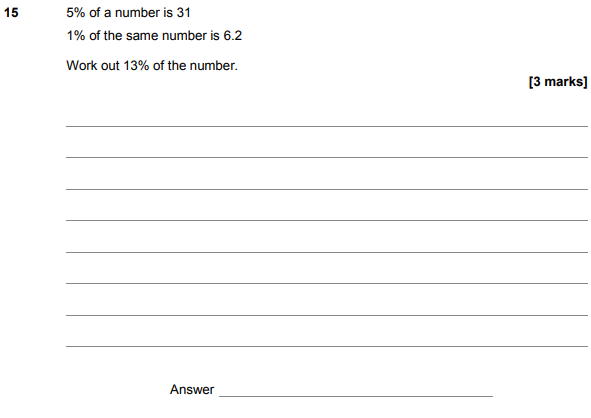 15 5% of a number is 31
1% of the same number is 6.2
Work out 13% of the number.
[3 marks]
Answer